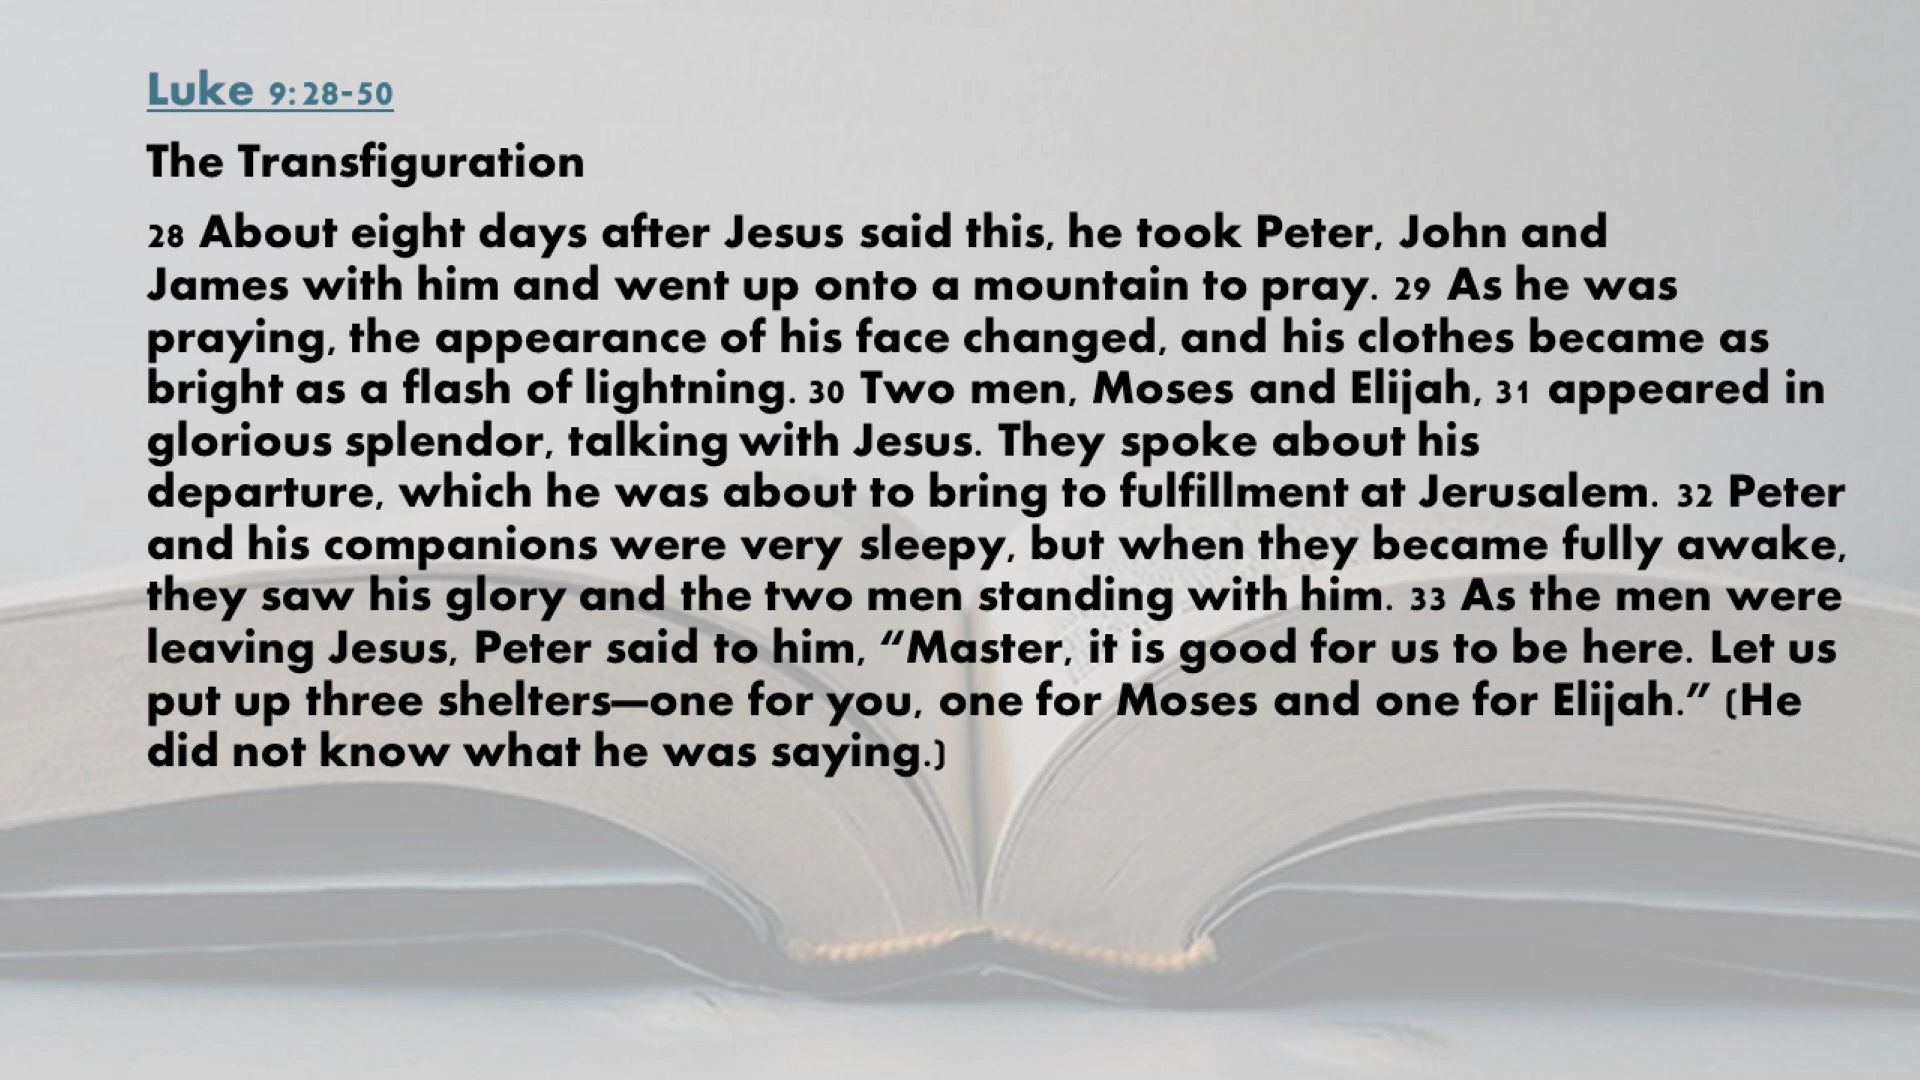 Luke 9:28-50
The Transfiguration
28 About eight days after Jesus said this, he took Peter, John and
James with him and went up onto a mountain to pray. 29 As he was
praying, the appearance of his face changed, and his clothes became as
bright as a flash of lightning. 30 Two men, Moses and Elijah, 31 appeared in
glorious splendor, talking with Jesus. They spoke about his
departure, which he was about to bring to fulfillment at Jerusalem. 32 Peter
and his companions were very sleepy, but when they became fully awake,
they saw his glory and the two men standing with him. 33 As the men were
leaving Jesus, Peter said to him, “Master, it is good for us to be here. Let us
put up three shelters—one for you, one for Moses and one for Elijah.” (He
did not know what he was saying.)